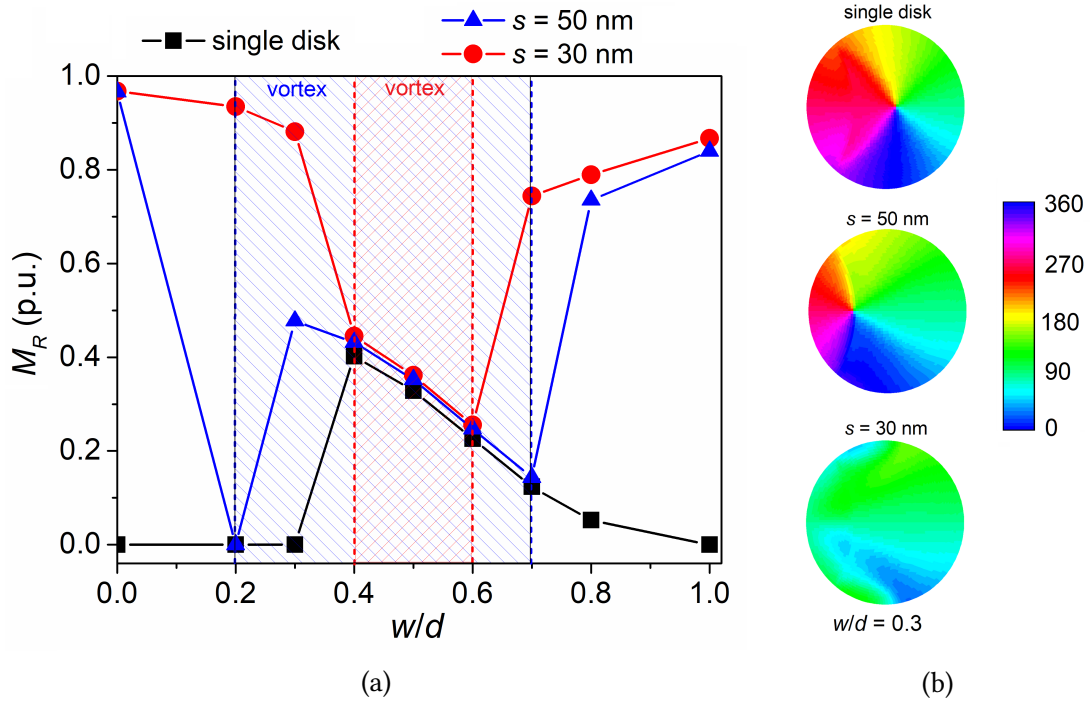 single disk
s = 50 nm
s = 30 nm
vortex
vortex
1.0
0.8
0.6
0.4
0.2
0.0
M_R (p.u.)
0.0 0.2 0.4 0.6 0.8 1.0
w/d
(a)
single disk
s = 50 nm
s = 30 nm
w/d = 0.3
360
270
180
90
0
(b)